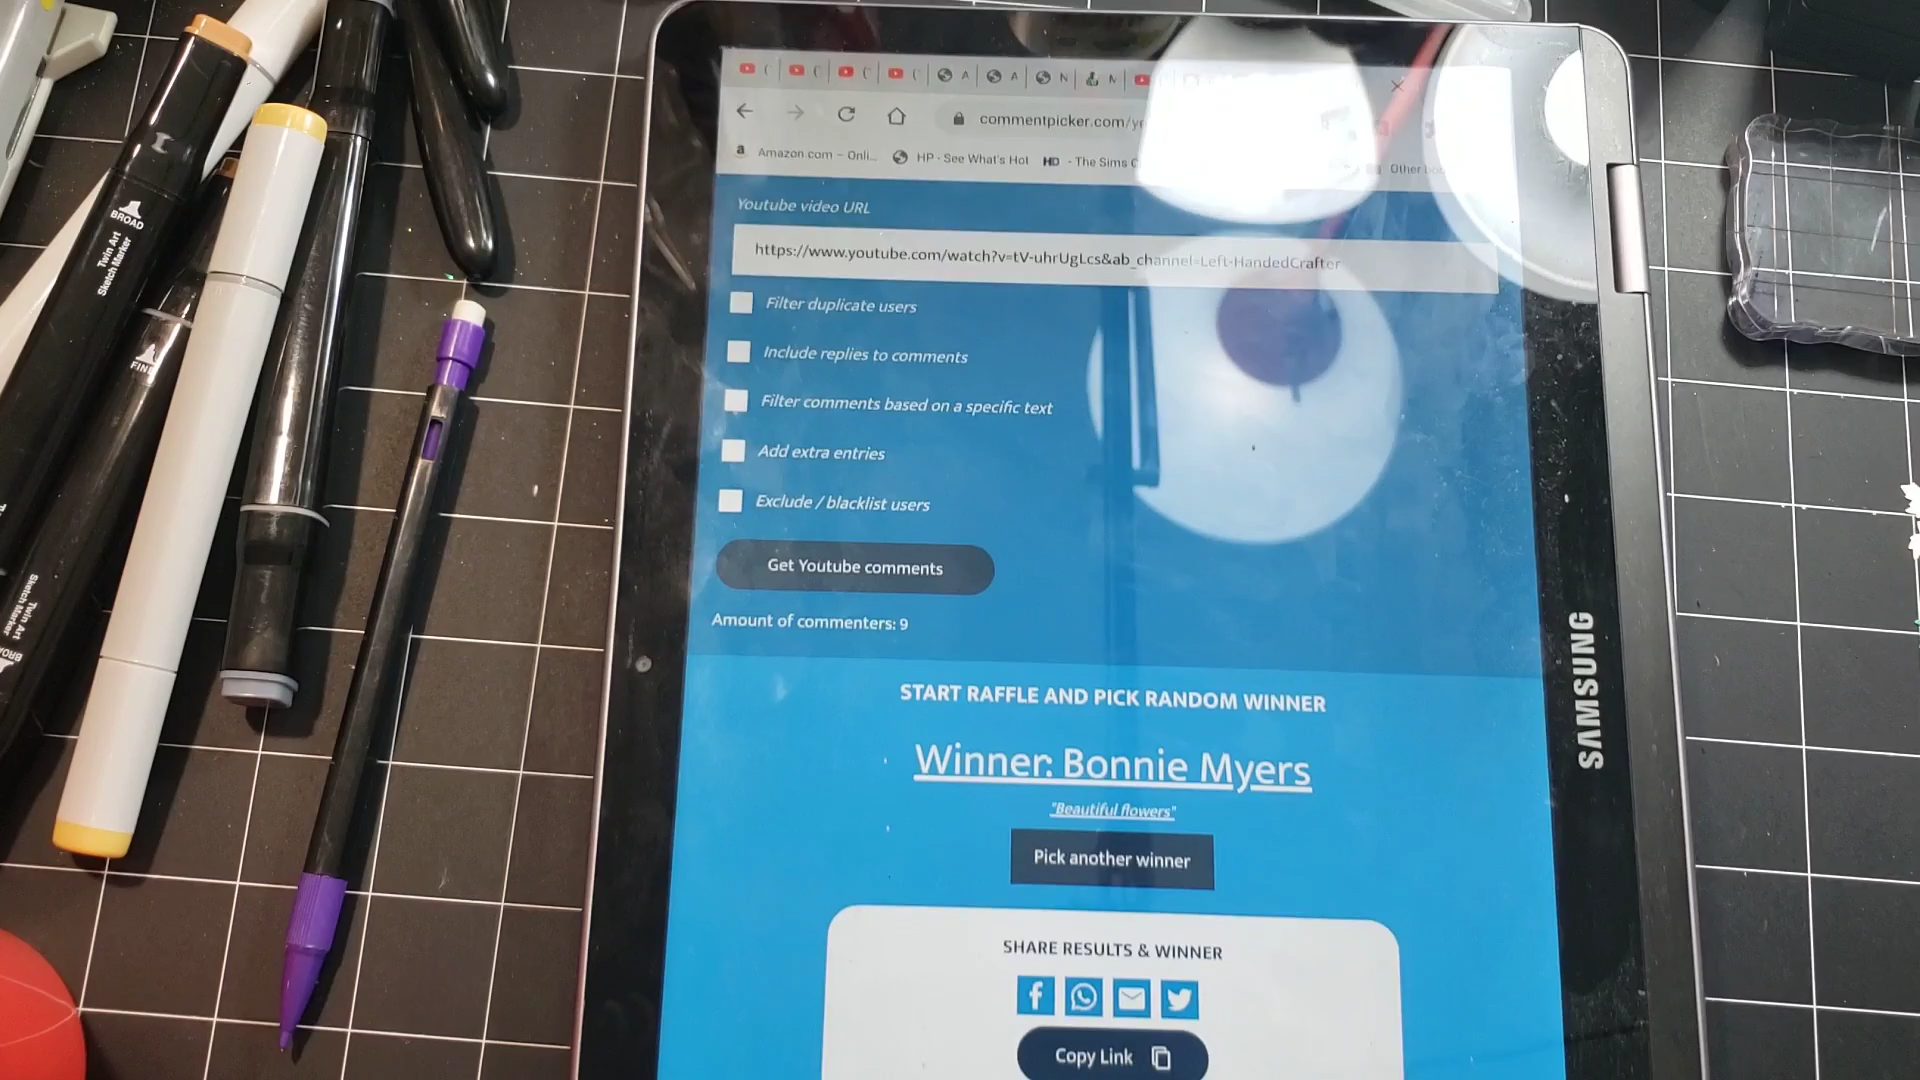 A
A
N
commentpicker.com/y
a Amazon.com – Onli...
HP - See What's Hot
HD - The Sims
Other
Youtube video URL
https://www.youtube.com/watch?v=tV-uhrUgLcs&ab_channel=Left-HandedCrafter
Filter duplicate users
Include replies to comments
Filter comments based on a specific text
Add extra entries
Exclude / blacklist users
Get Youtube comments
Amount of commenters: 9
START RAFFLE AND PICK RANDOM WINNER
Winner: Bonnie Myers
"Beautiful flowers"
Pick another winner
SHARE RESULTS & WINNER
Copy Link
SAMSUNG
BROAD
Twin Art
Sketch Marker
FINE
Twin Art
Sketch Marker
BROAD